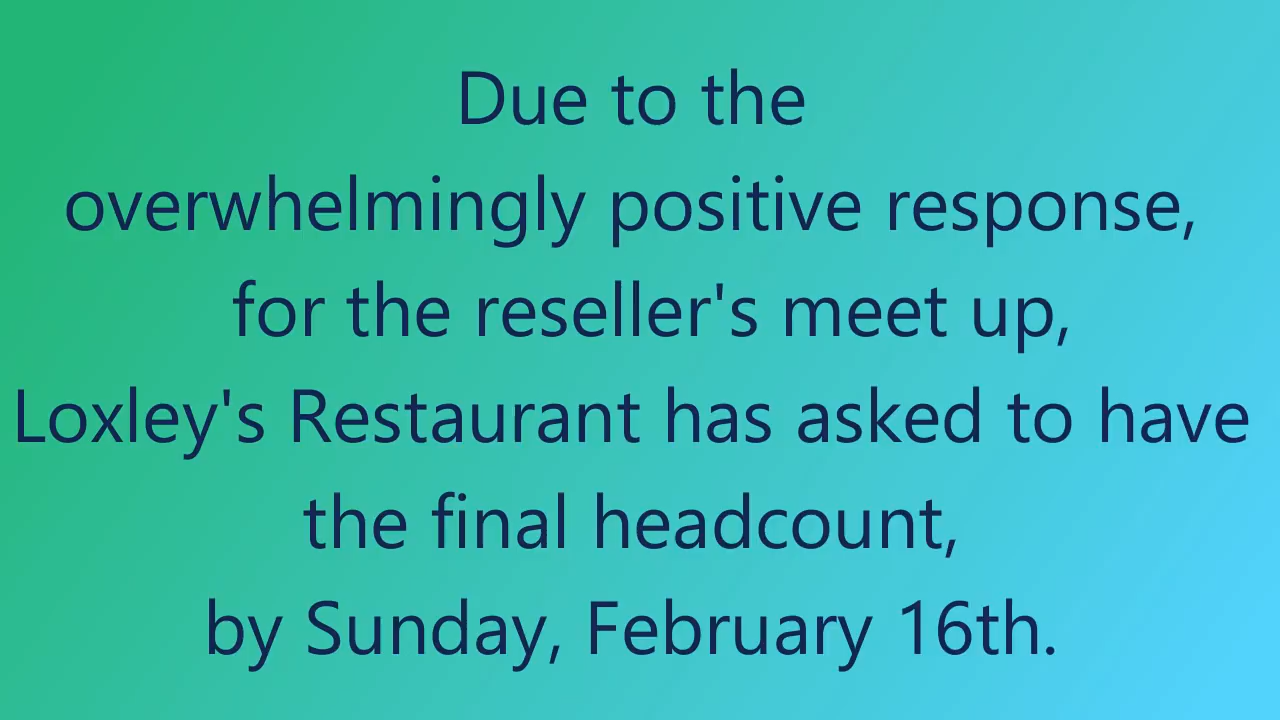 Due to the
overwhelmingly positive response,
for the reseller's meet up,
Loxley's Restaurant has asked to have
the final headcount,
by Sunday, February 16th.